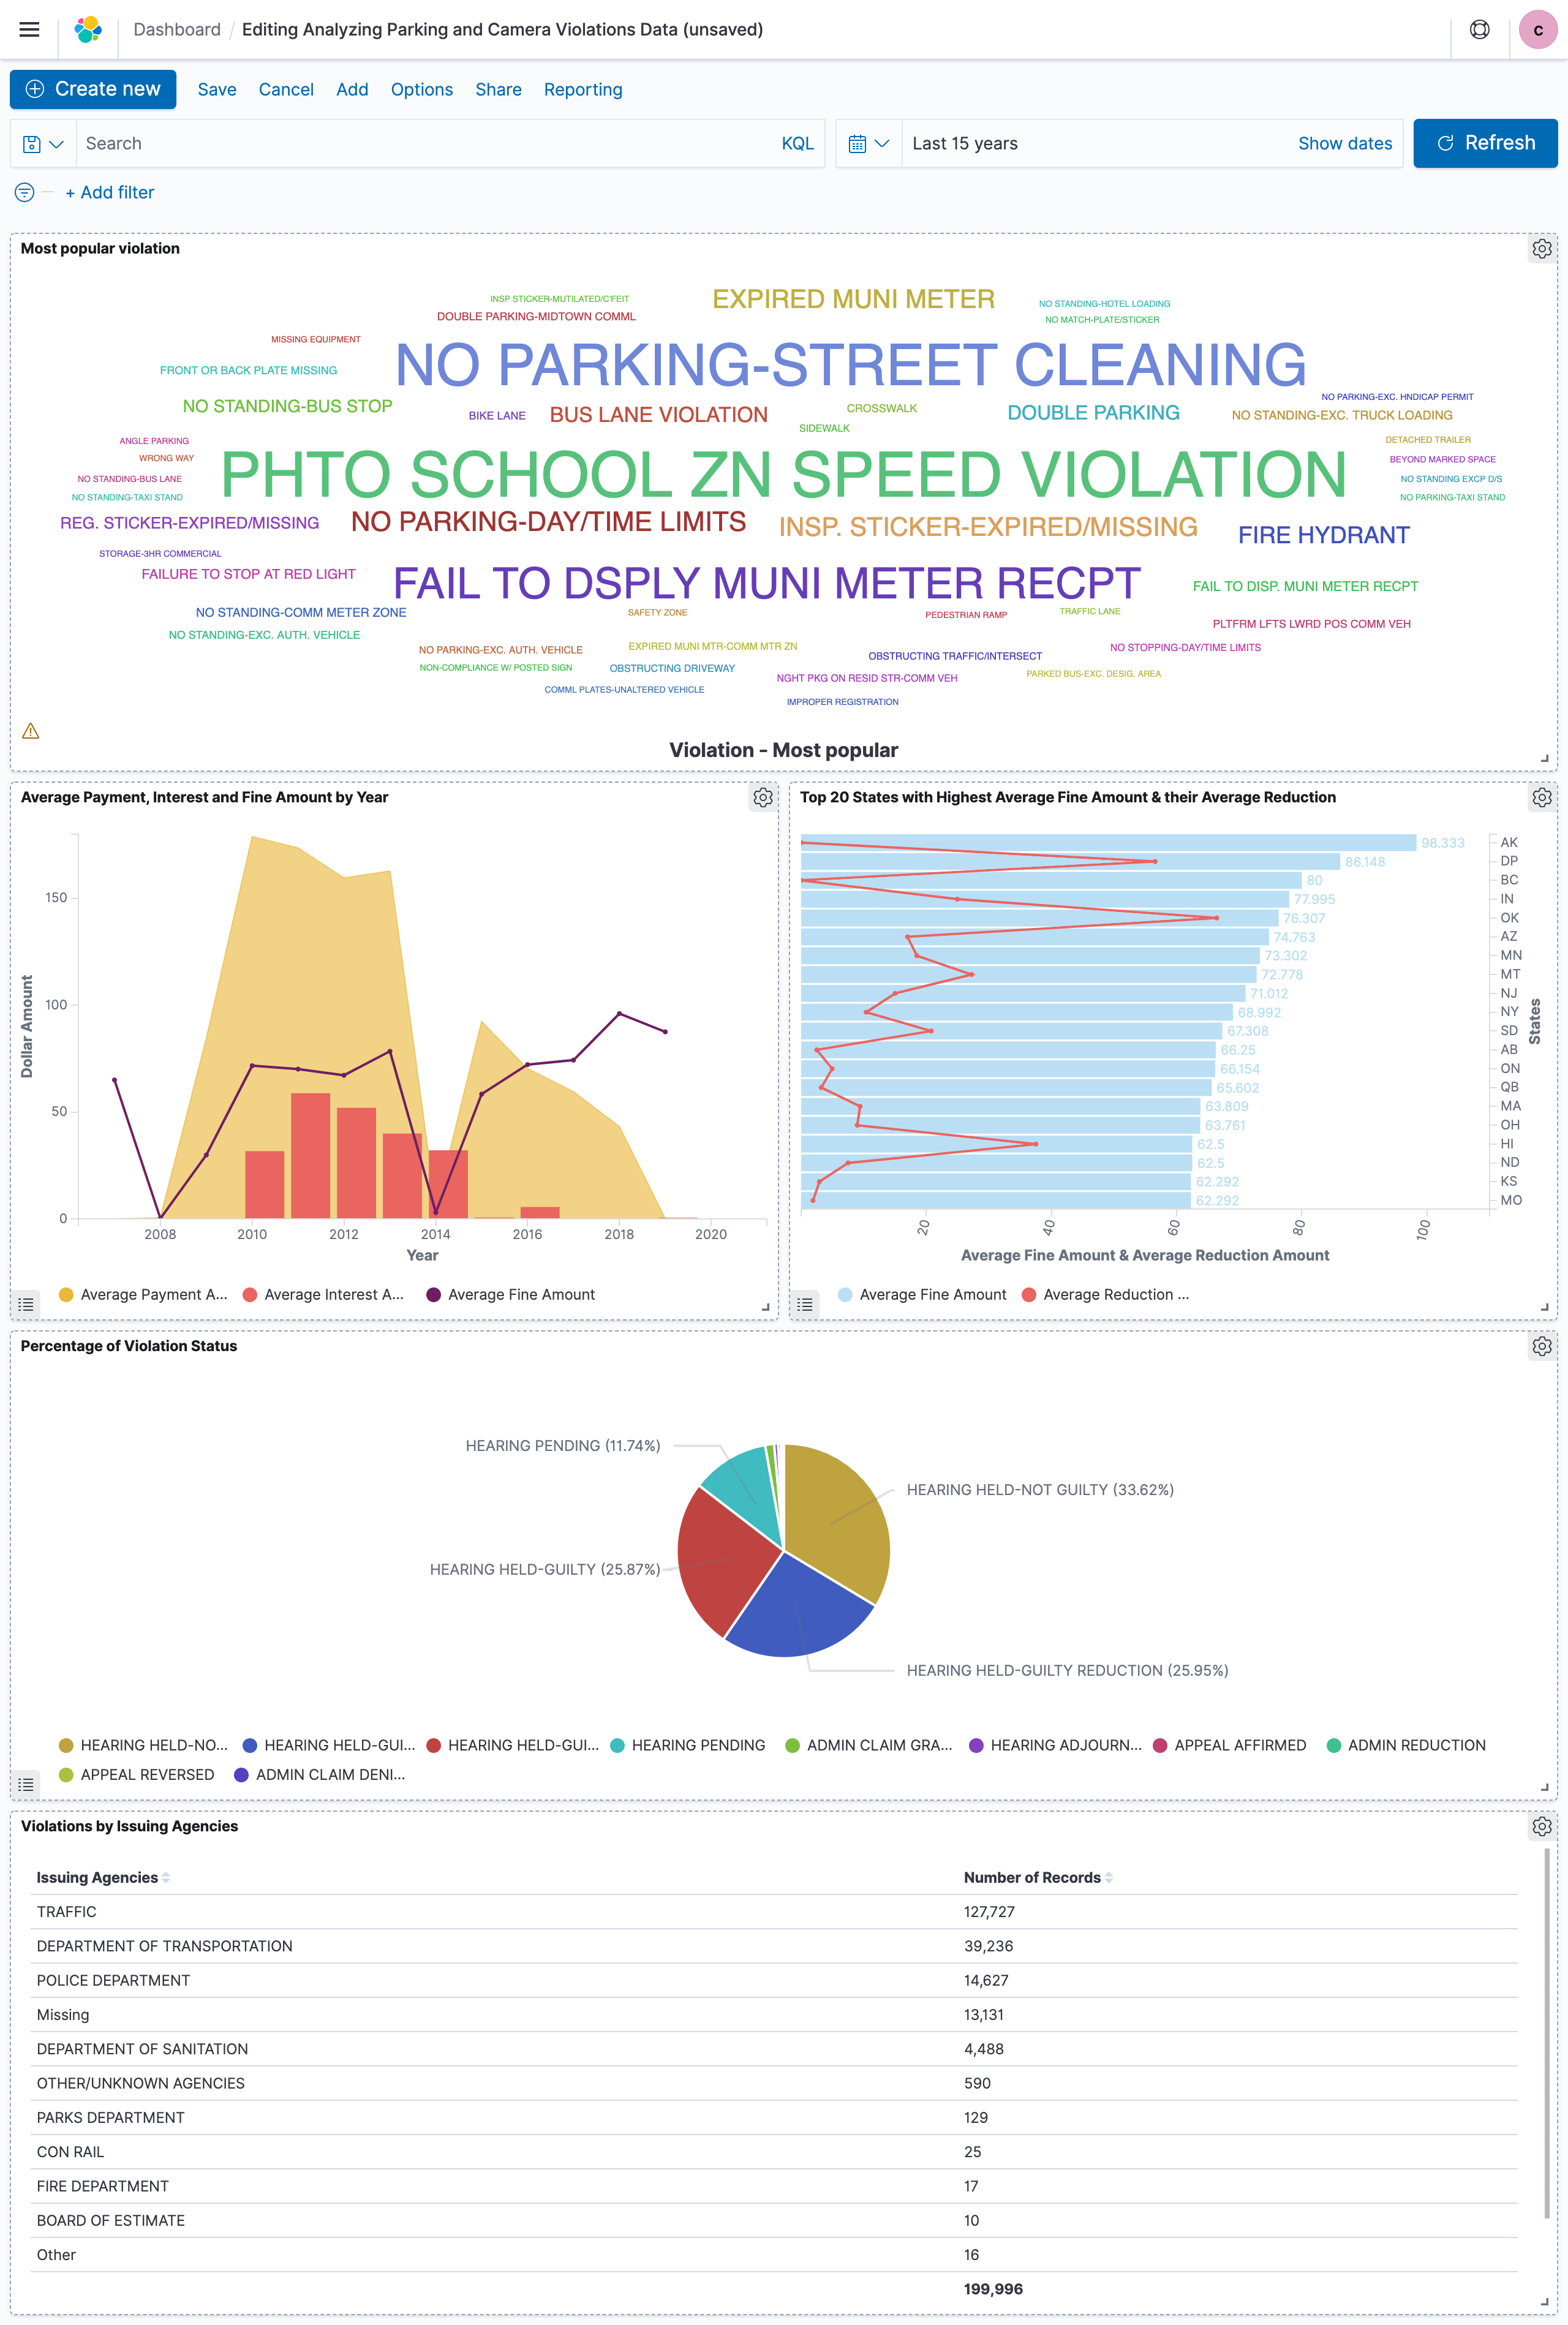 Dashboard / Editing Analyzing Parking and Camera Violations Data (unsaved)
C
Create new Save Cancel Add Options Share Reporting
Search KQL Last 15 years Show dates Refresh
+ Add filter
Most popular violation
INSP STICKER-MUTILATED/C'FEIT
EXPIRED MUNI METER
NO STANDING-HOTEL LOADING
DOUBLE PARKING-MIDTOWN COMML
NO MATCH-PLATE/STICKER
MISSING EQUIPMENT
NO PARKING-STREET CLEANING
FRONT OR BACK PLATE MISSING
NO PARKING-EXC. HNDICAP PERMIT
NO STANDING-BUS STOP
BIKE LANE
BUS LANE VIOLATION
CROSSWALK
DOUBLE PARKING
NO STANDING-EXC. TRUCK LOADING
SIDEWALK
ANGLE PARKING
DETACHED TRAILER
WRONG WAY
BEYOND MARKED SPACE
PHTO SCHOOL ZN SPEED VIOLATION
NO STANDING-BUS LANE
NO STANDING EXCP D/S
NO STANDING-TAXI STAND
NO PARKING-TAXI STAND
REG. STICKER-EXPIRED/MISSING
NO PARKING-DAY/TIME LIMITS
INSP. STICKER-EXPIRED/MISSING
FIRE HYDRANT
STORAGE-3HR COMMERCIAL
FAILURE TO STOP AT RED LIGHT
FAIL TO DSPLY MUNI METER RECPT
FAIL TO DISP. MUNI METER RECPT
NO STANDING-COMM METER ZONE
SAFETY ZONE
PEDESTRIAN RAMP
TRAFFIC LANE
PLTFRM LFTS LWRD POS COMM VEH
NO STANDING-EXC. AUTH. VEHICLE
NO PARKING-EXC. AUTH. VEHICLE
EXPIRED MUNI MTR-COMM MTR ZN
OBSTRUCTING TRAFFIC/INTERSECT
NO STOPPING-DAY/TIME LIMITS
NON-COMPLIANCE W/ POSTED SIGN
OBSTRUCTING DRIVEWAY
NGHT PKG ON RESID STR-COMM VEH
PARKED BUS-EXC. DESIG. AREA
COMML PLATES-UNALTERED VEHICLE
IMPROPER REGISTRATION
Violation - Most popular
Average Payment, Interest and Fine Amount by Year
150
100
50
0
Dollar Amount
2008 2010 2012 2014 2016 2018 2020
Year
Average Payment A... Average Interest A... Average Fine Amount
Top 20 States with Highest Average Fine Amount & their Average Reduction
98.333 AK
86.148 DP
80 BC
77.995 IN
76.307 OK
74.763 AZ
73.302 MN
72.778 MT
71.012 NJ
68.992 NY
67.308 SD
66.25 AB
66.154 ON
65.602 QB
63.809 MA
63.761 OH
62.5 HI
62.5 ND
62.292 KS
62.292 MO
States
20 40 60 80 100
Average Fine Amount & Average Reduction Amount
Average Fine Amount Average Reduction ...
Percentage of Violation Status
HEARING PENDING (11.74%)
HEARING HELD-NOT GUILTY (33.62%)
HEARING HELD-GUILTY (25.87%)
HEARING HELD-GUILTY REDUCTION (25.95%)
HEARING HELD-NO... HEARING HELD-GUI... HEARING HELD-GUI... HEARING PENDING ADMIN CLAIM GRA... HEARING ADJOURN... APPEAL AFFIRMED ADMIN REDUCTION
APPEAL REVERSED ADMIN CLAIM DENI...
Violations by Issuing Agencies
Issuing Agencies Number of Records
TRAFFIC 127,727
DEPARTMENT OF TRANSPORTATION 39,236
POLICE DEPARTMENT 14,627
Missing 13,131
DEPARTMENT OF SANITATION 4,488
OTHER/UNKNOWN AGENCIES 590
PARKS DEPARTMENT 129
CON RAIL 25
FIRE DEPARTMENT 17
BOARD OF ESTIMATE 10
Other 16
199,996